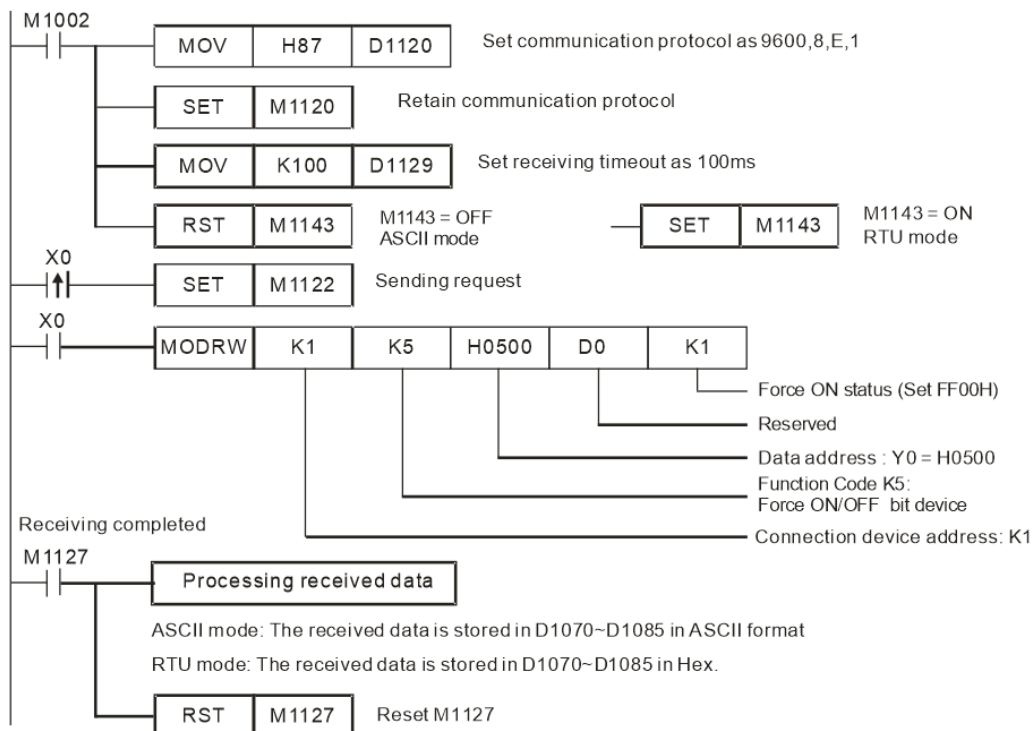 M1002
MOV H87 D1120 Set communication protocol as 9600,8,E,1
SET M1120 Retain communication protocol
MOV K100 D1129 Set receiving timeout as 100ms
RST M1143 M1143 = OFF
ASCII mode
SET M1143 M1143 = ON
RTU mode
X0
SET M1122 Sending request
X0
MODRW K1 K5 H0500 D0 K1
Force ON status (Set FF00H)
Reserved
Data address : Y0 = H0500
Function Code K5:
Force ON/OFF bit device
Connection device address: K1
Receiving completed
M1127
Processing received data
ASCII mode: The received data is stored in D1070~D1085 in ASCII format
RTU mode: The received data is stored in D1070~D1085 in Hex.
RST M1127 Reset M1127